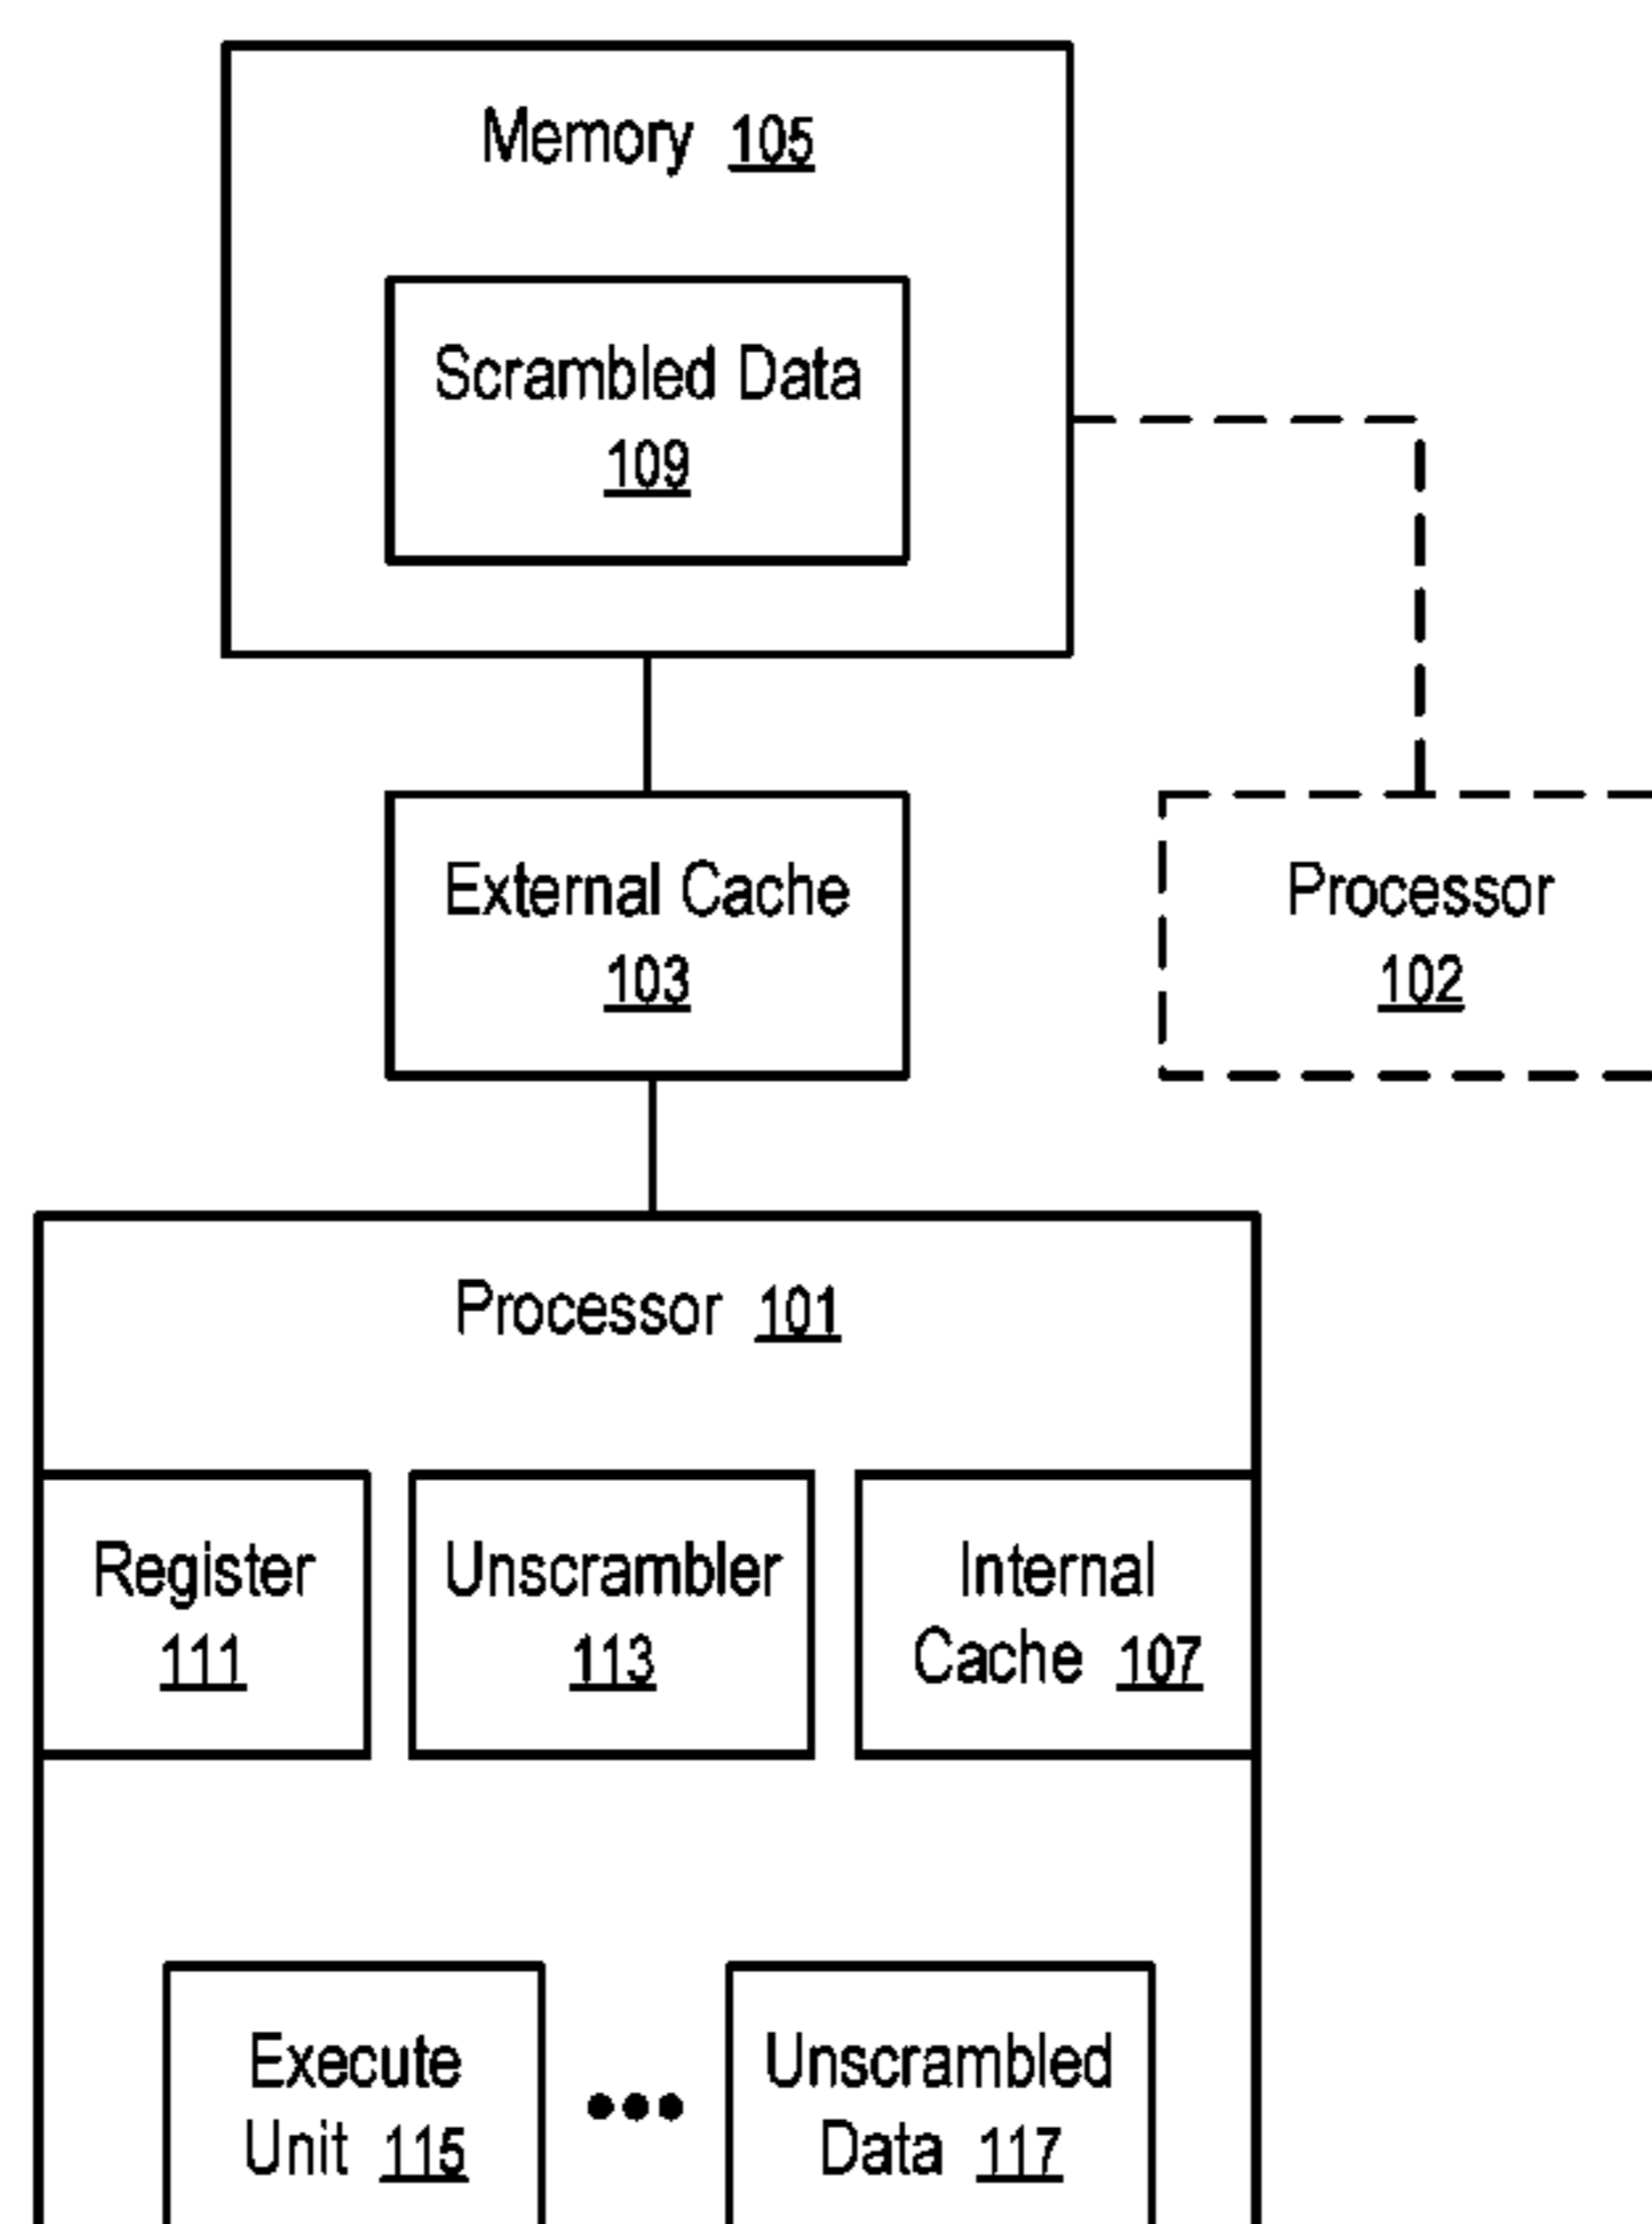 Memory 105
Scrambled Data
109
External Cache
103
Processor
102
Processor 101
Register
111
Unscrambler
113
Internal
Cache 107
Execute
Unit 115
Unscrambled
Data 117